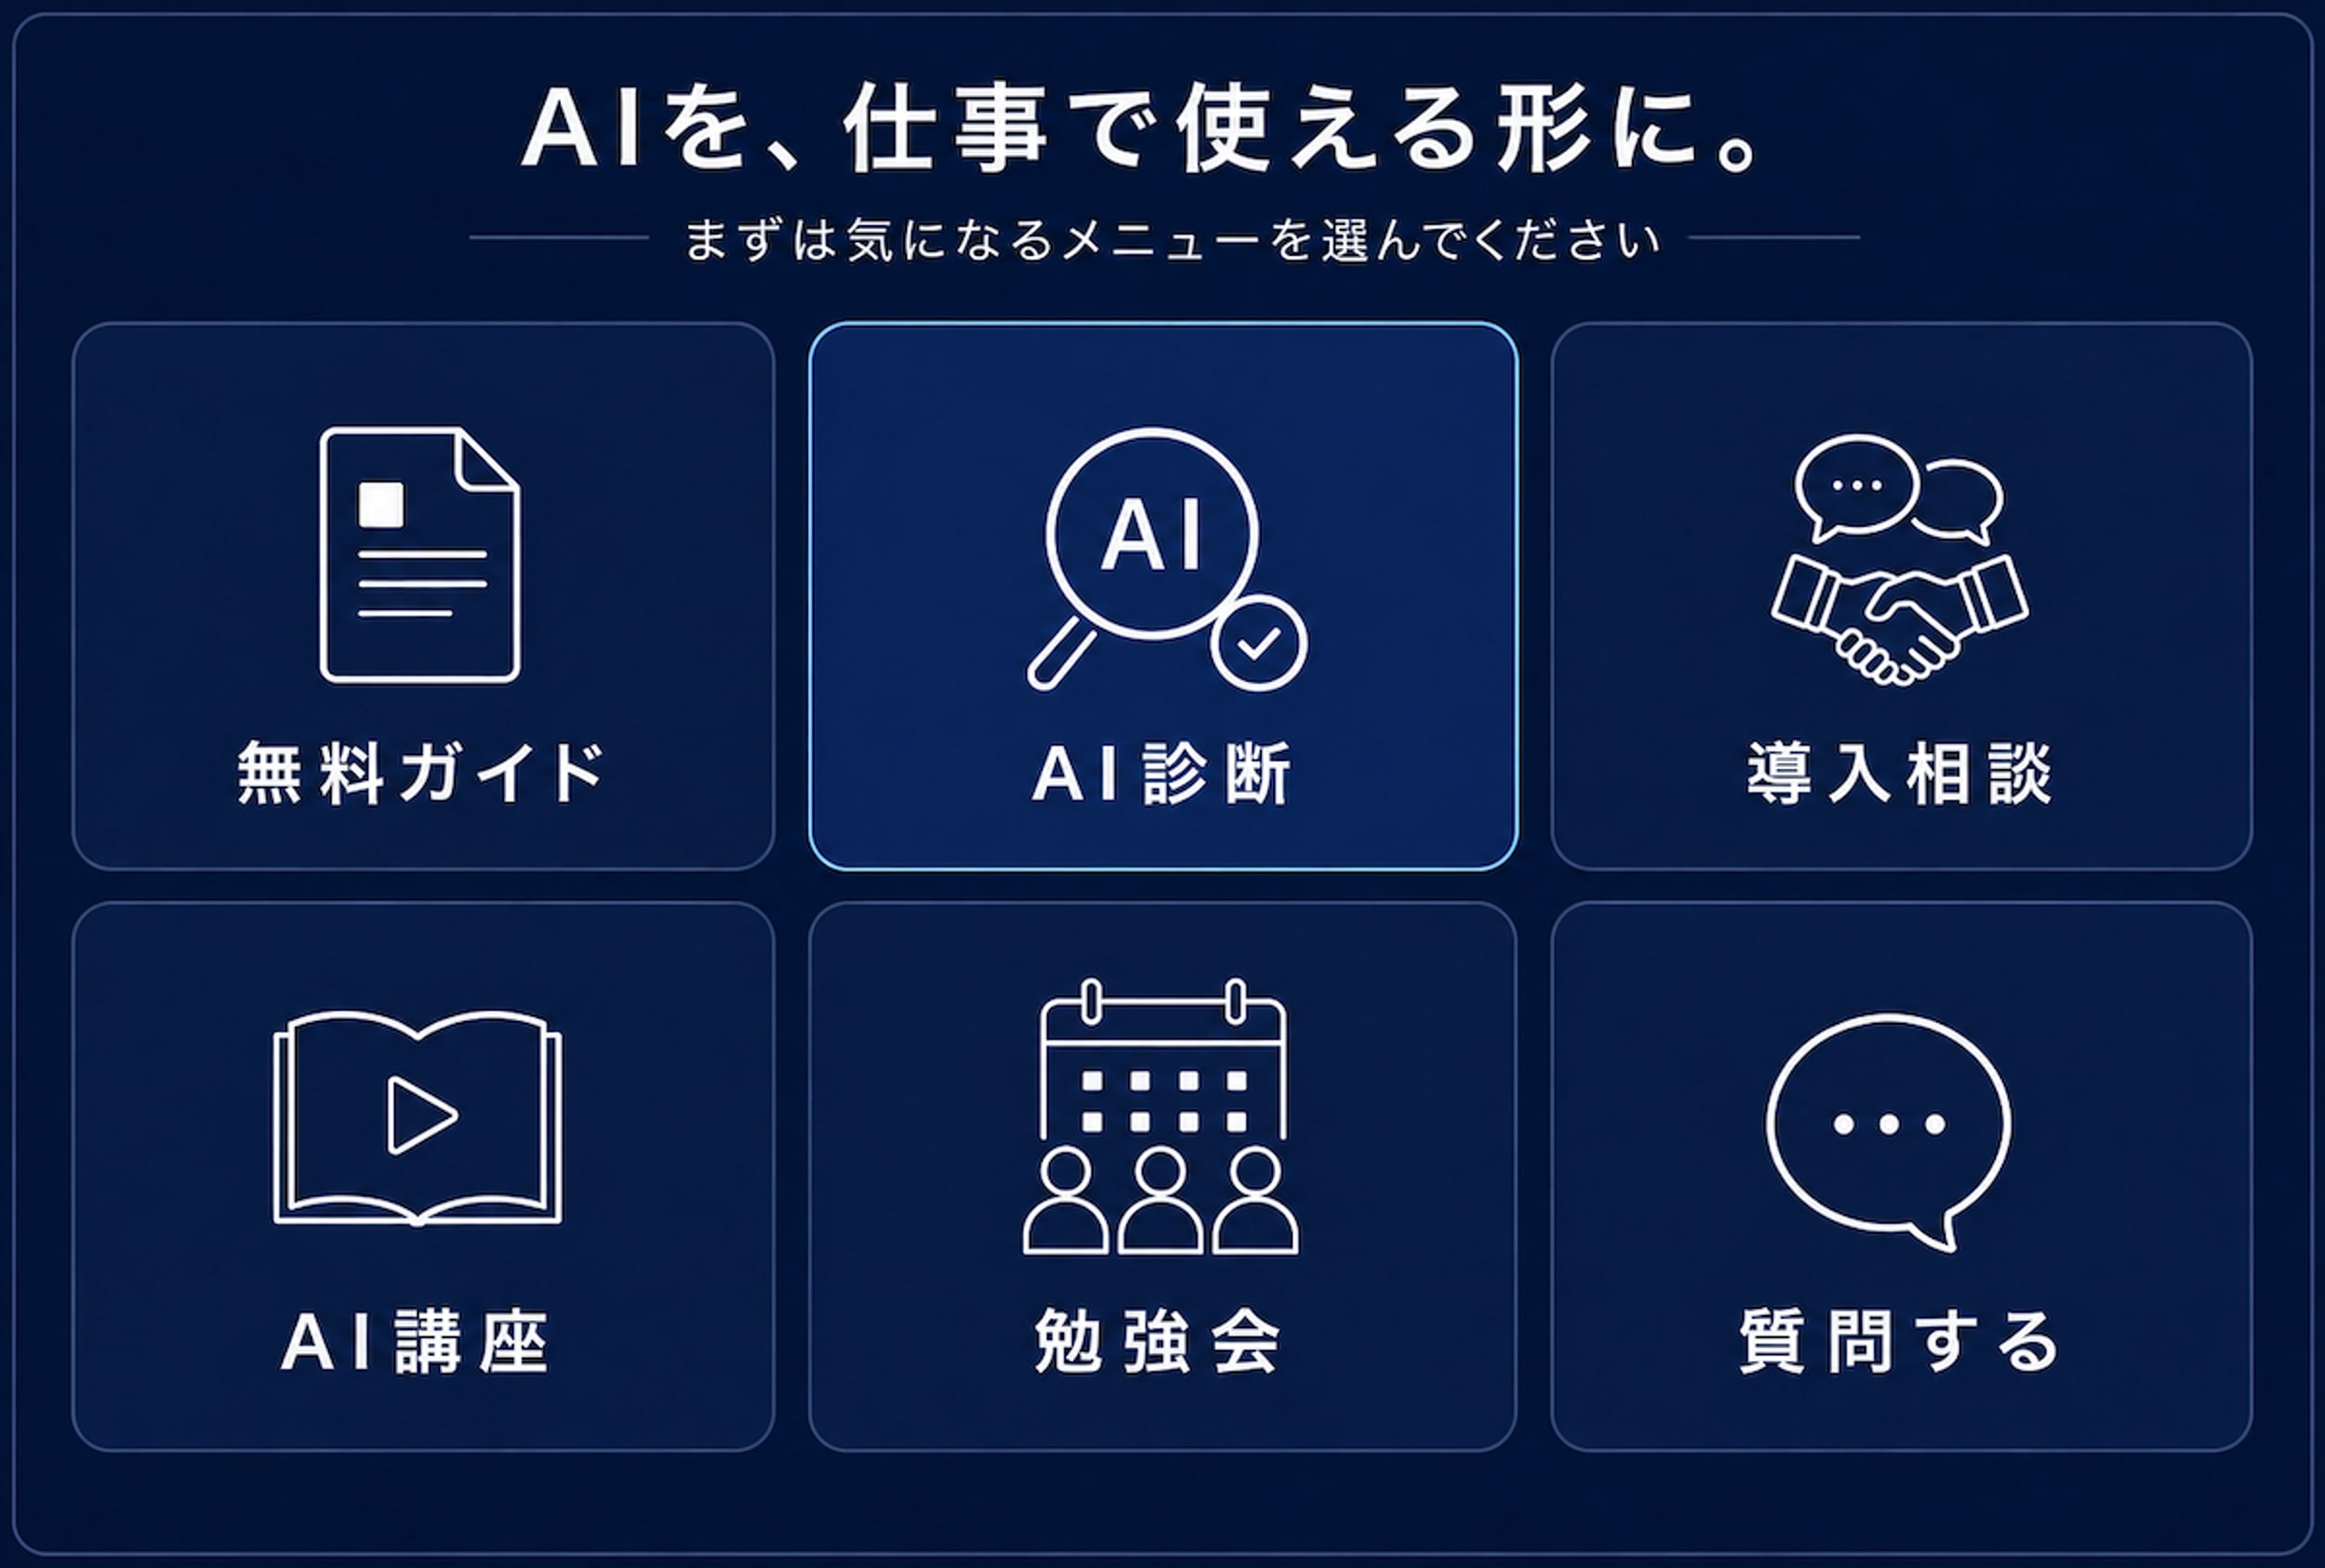 AIを、仕事で使える形に。
まずは気になるメニューを選んでください
無料ガイド
AI
AI診断
導入相談
AI講座
勉強会
質問する